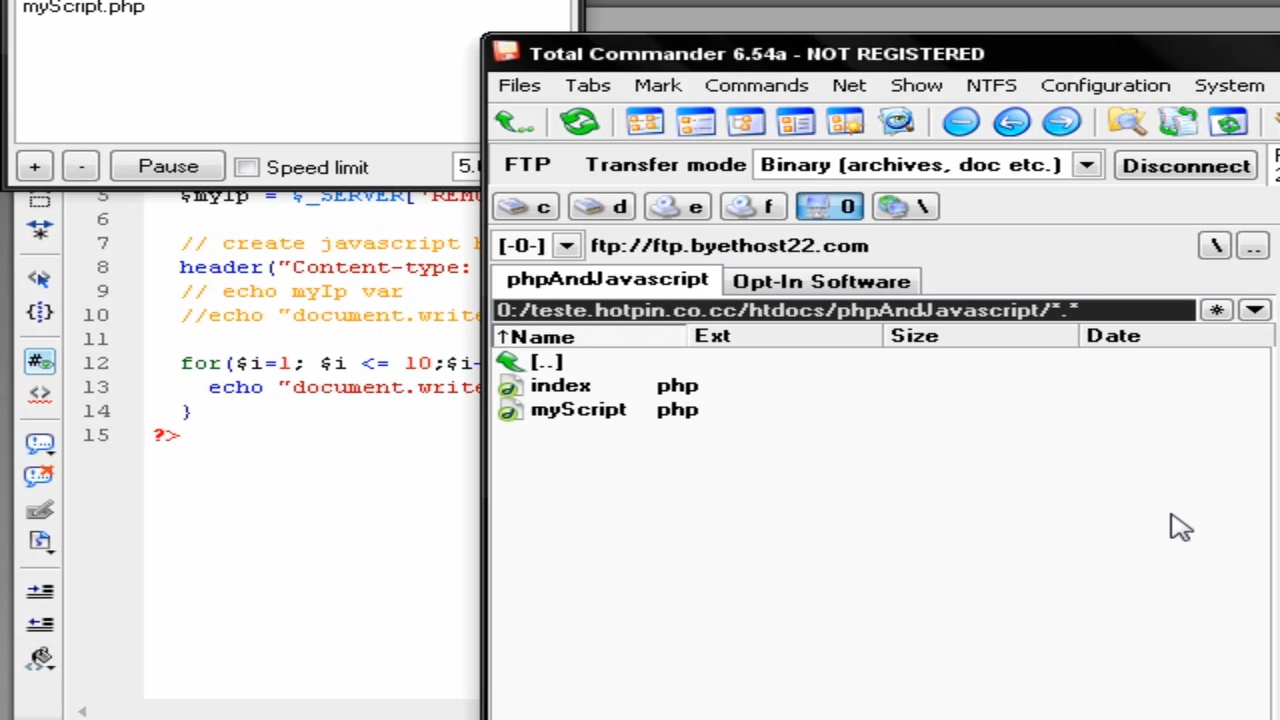 myScript.php
+ - Pause Speed limit
5 $myIp = $_SERVER['
6
7 // create javascript
8 header("Content-type:
9 // echo myIp var
10 //echo "document.write
11
12 for($i=1; $i <= 10;$i
13 echo "document.write
14 }
15 ?>
Total Commander 6.54a - NOT REGISTERED
Files Tabs Mark Commands Net Show NTFS Configuration System
FTP Transfer mode Binary (archives, doc etc.) Disconnect
c d e f 0 \
[-0-] ftp://ftp.byethost22.com \ ..
phpAndJavascript Opt-In Software
0:/teste.hotpin.co.cc/htdocs/phpAndJavascript/*.* *
↑Name Ext Size Date
[..]
index php
myScript php